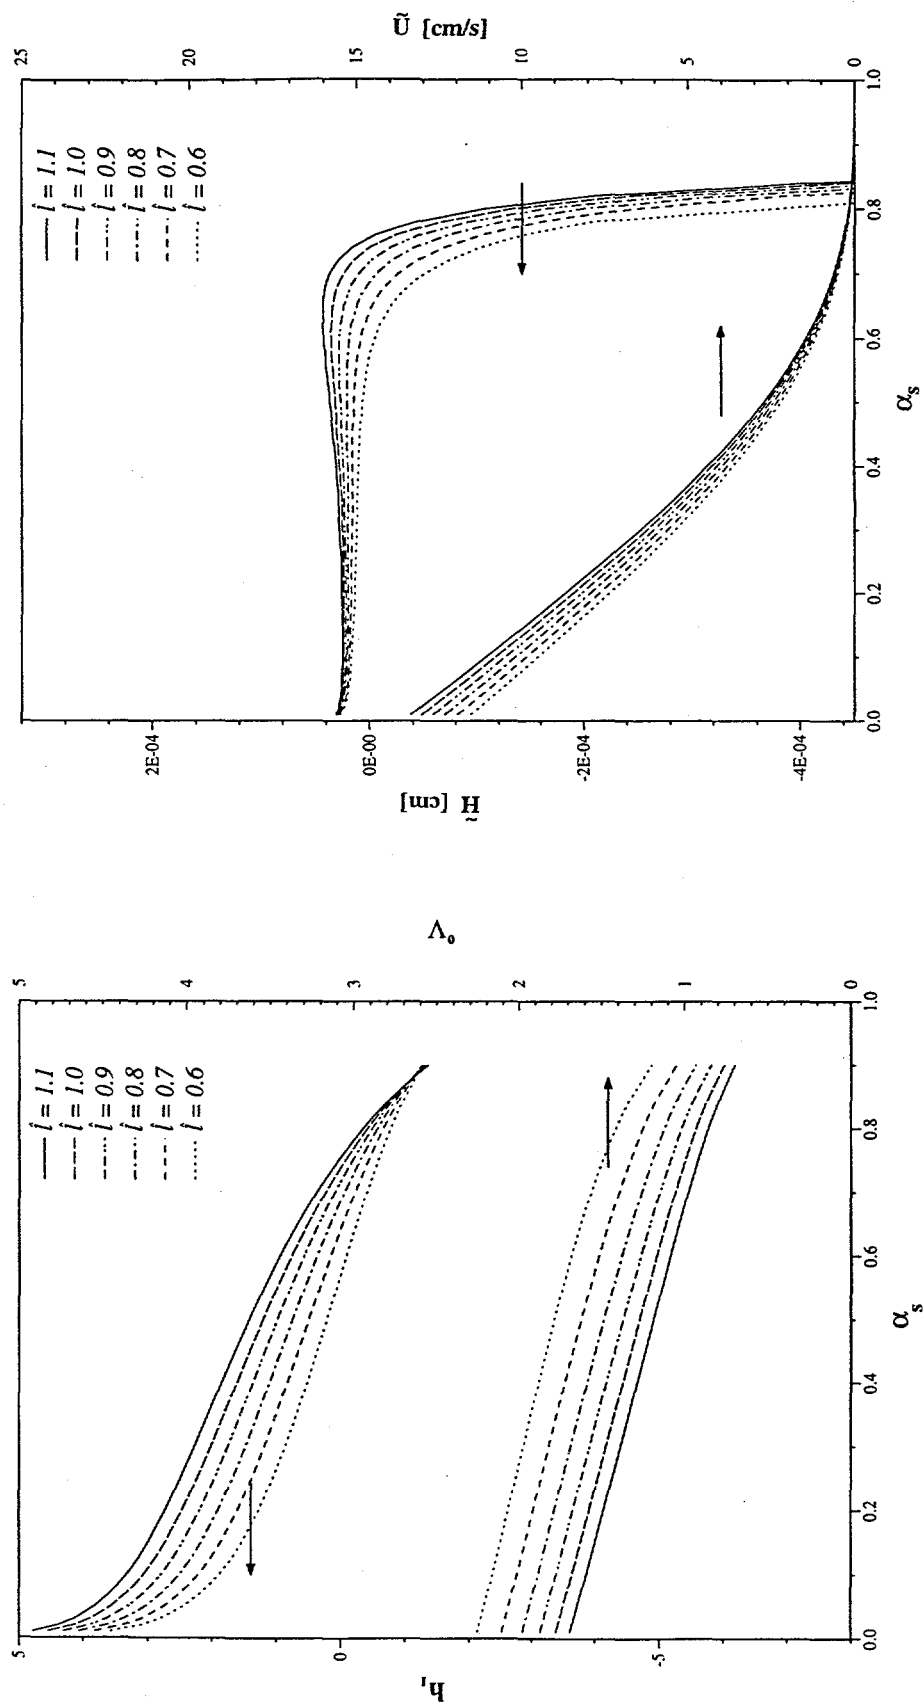 Ũ [cm/s]
25
20
15
10
5
0
î = 1.1
î = 1.0
î = 0.9
î = 0.8
î = 0.7
î = 0.6
1.0
0.8
0.6
0.4
0.2
0.0
αs
2E-04
0E-00
-2E-04
-4E-04
H̃ [cm]
Λ₀
5
4
3
2
1
0
î = 1.1
î = 1.0
î = 0.9
î = 0.8
î = 0.7
î = 0.6
1.0
0.8
0.6
0.4
0.2
0.0
αs
5
0
-5
h₁